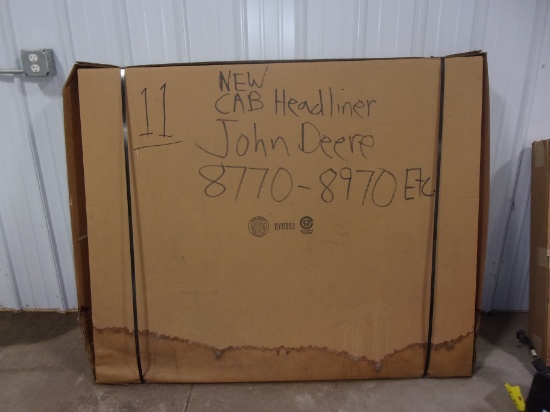 11
NEW
CAB Headliner
John Deere
8770-8970 Etc